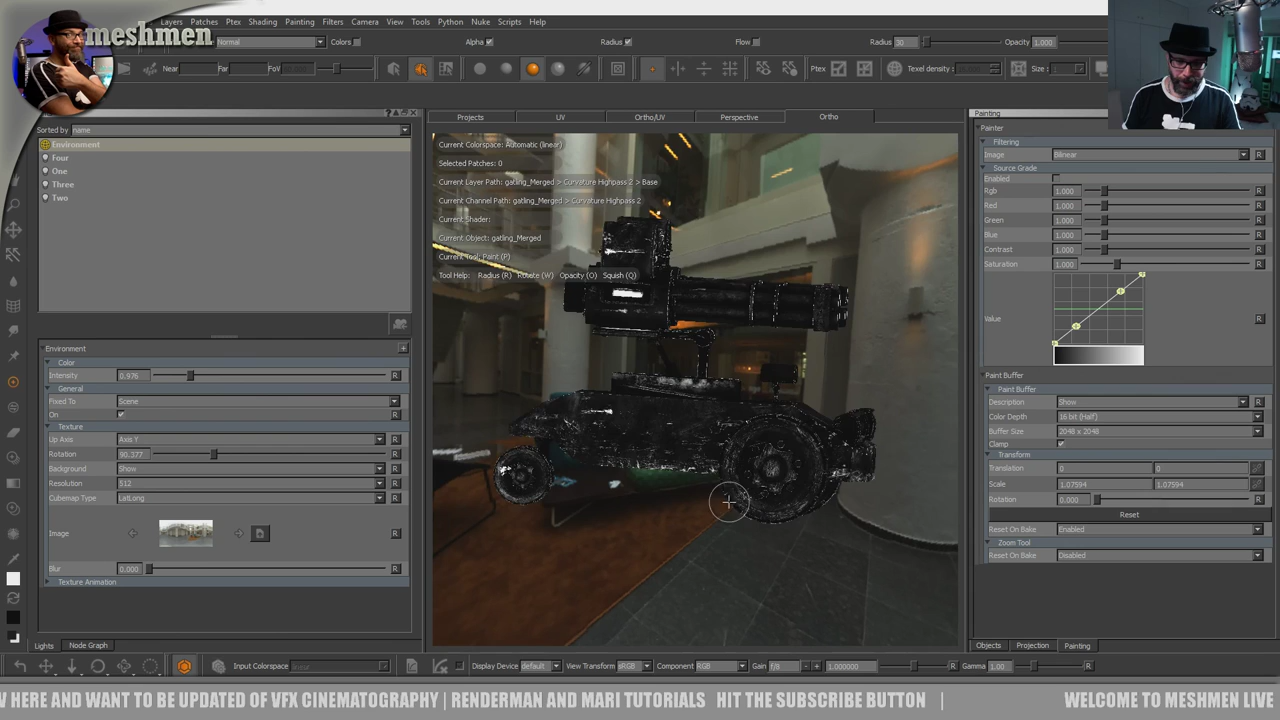 Layers Patches Ptex Shading Painting Filters Camera View Tools Python Nuke Scripts Help
meshmen
Normal Colors Alpha Radius Flow Radius 30 Opacity 1.000
Near Far FoV Ptex Texel density: Size: 1
Painting
Sorted by name
Projects UV Ortho/UV Perspective Ortho
Environment
Four
One
Three
Two
Current Colorspace: Automatic (linear)
Selected Patches: 0
Current Layer Path: gatling_Merged > Curvature Highpass 2 > Base
Current Channel Path: gatling_Merged > Curvature Highpass 2
Current Shader:
Current Object: gatling_Merged
Current Tool: Paint (P)
Tool Help: Radius (R) Rotate (W) Opacity (O) Squish (Q)
Painter
Filtering
Image Bilinear
Source Grade
Enabled
Rgb 1.000 R
Red 1.000 R
Green 1.000 R
Blue 1.000 R
Contrast 1.000 R
Saturation 1.000 R
Value R
Paint Buffer
Paint Buffer
Description Show R
Color Depth 16 bit (Half)
Buffer Size 2048 x 2048
Clamp
Transform
Translation 0 0 R
Scale 1.07594 1.07594 R
Rotation 0.000 R
Reset
Reset On Bake Enabled R
Zoom Tool
Reset On Bake Disabled R
Environment
Color
Intensity 0.976 R
General
Fixed To Scene R
On R
Texture
Up Axis Axis Y R
Rotation 90.377 R
Background Show R
Resolution 512 R
Cubemap Type LatLong R
Image R
Blur 0.000 R
Texture Animation
Lights Node Graph
Objects Projection Painting
Input Colorspace linear Display Device default View Transform sRGB Component RGB Gain f/8 - + 1.000000 R Gamma 1.00 R
HERE AND WANT TO BE UPDATED OF VFX CINEMATOGRAPHY | RENDERMAN AND MARI TUTORIALS HIT THE SUBSCRIBE BUTTON | WELCOME TO MESHMEN LIVE